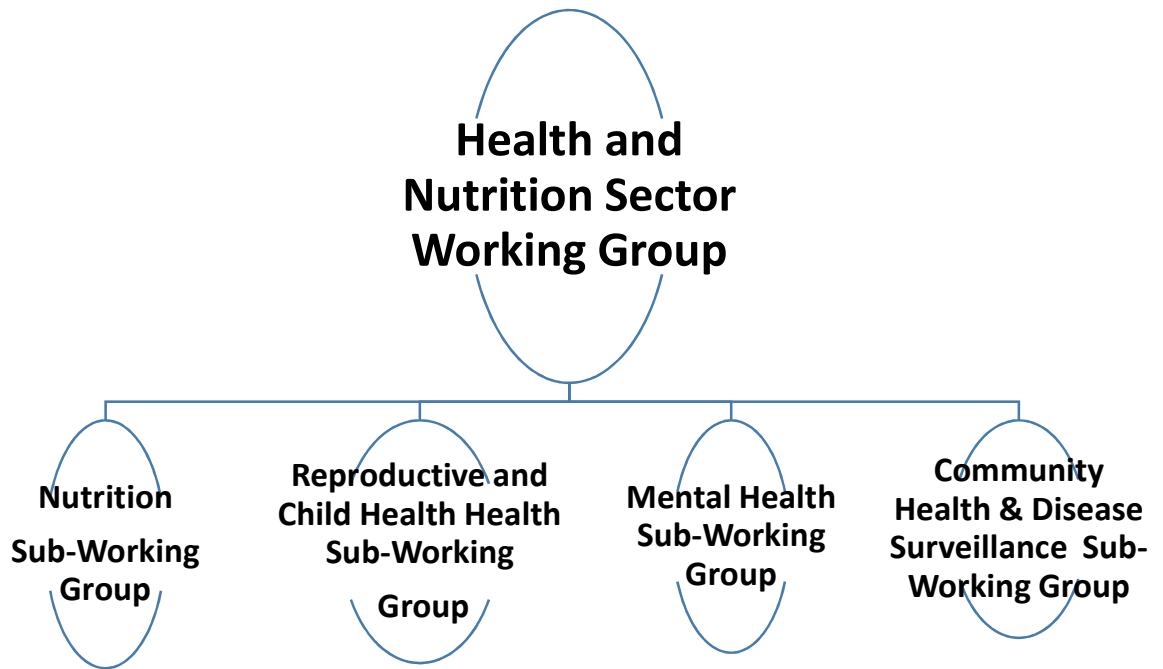 Health and
Nutrition Sector
Working Group
Nutrition
Sub-Working
Group
Reproductive and
Child Health Health
Sub-Working
Group
Mental Health
Sub-Working
Group
Community
Health & Disease
Surveillance Sub-
Working Group